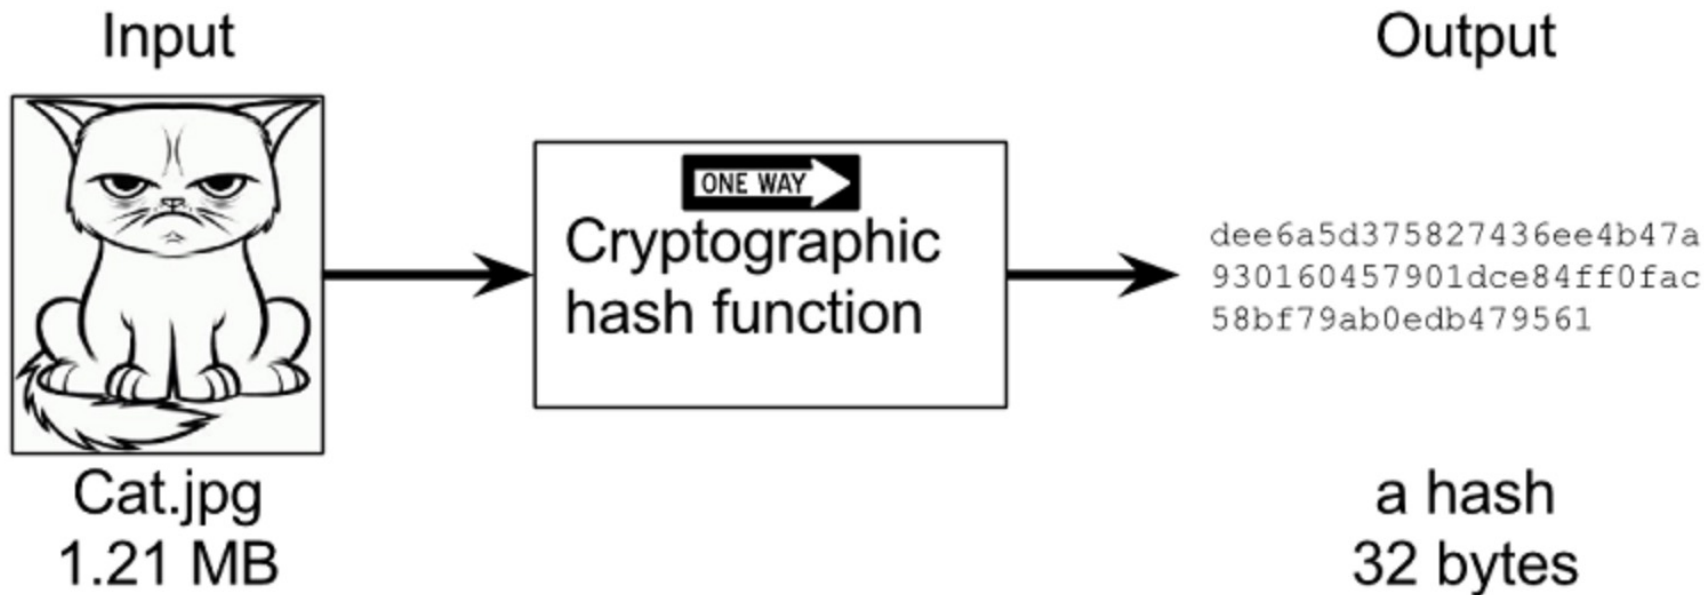 Input
Output
ONE WAY
Cryptographic
hash function
dee6a5d375827436ee4b47a
930160457901dce84ff0fac
58bf79ab0edb479561
Cat.jpg
1.21 MB
a hash
32 bytes